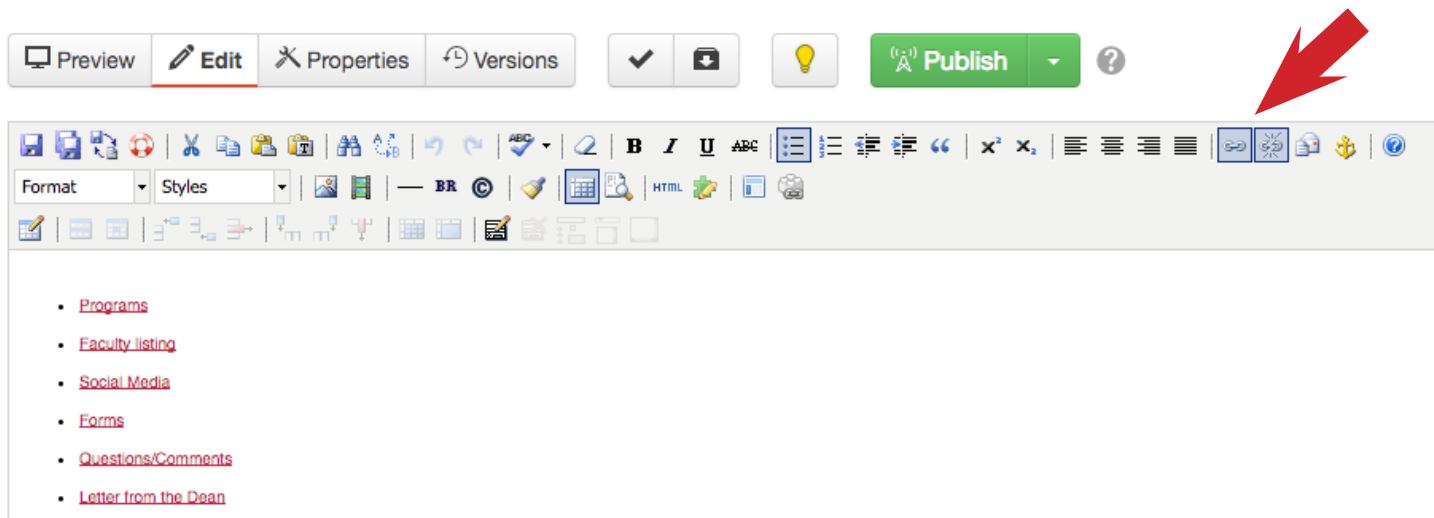 Preview Edit Properties Versions Publish
ABC B I U ABC x² x₂
Format Styles BR © HTML
Programs
Faculty listing
Social Media
Forms
Questions/Comments
Letter from the Dean